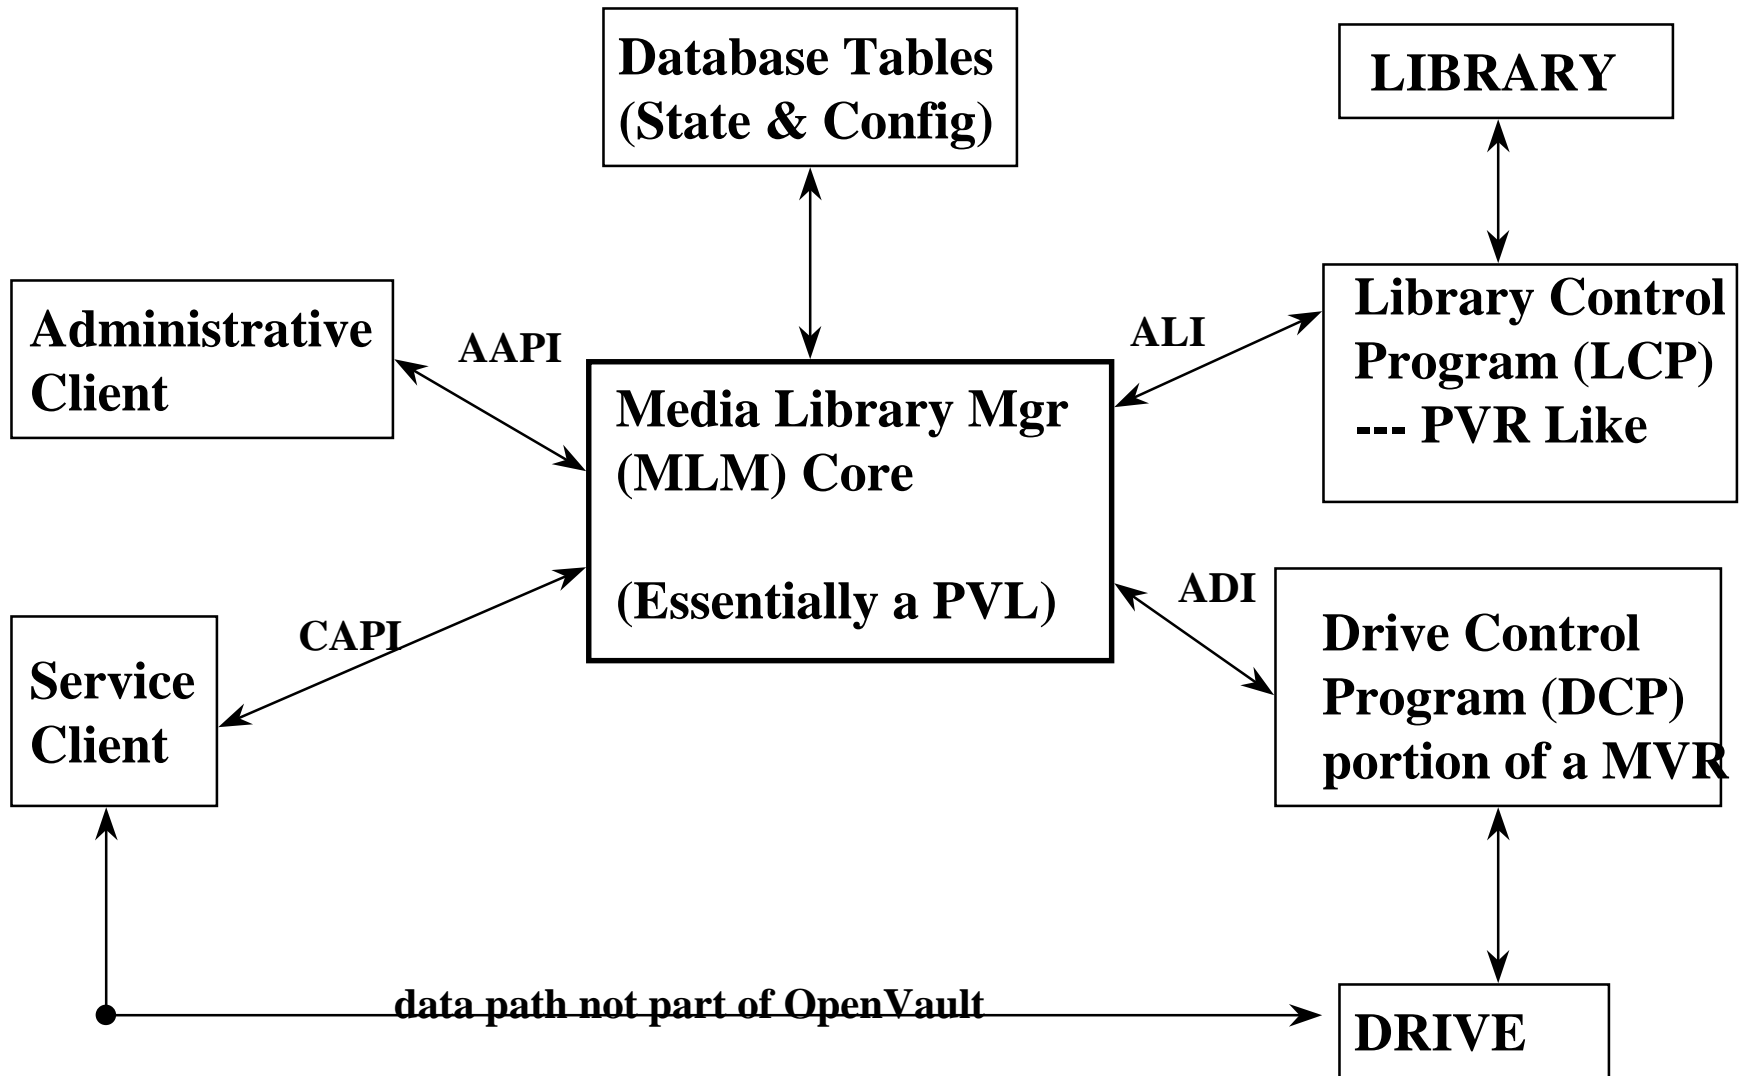 Database Tables
(State & Config)
LIBRARY
Administrative
Client
AAPI
ALI
Library Control
Program (LCP)
--- PVR Like
Media Library Mgr
(MLM) Core
(Essentially a PVL)
CAPI
ADI
Service
Client
Drive Control
Program (DCP)
portion of a MVR
data path not part of OpenVault
DRIVE